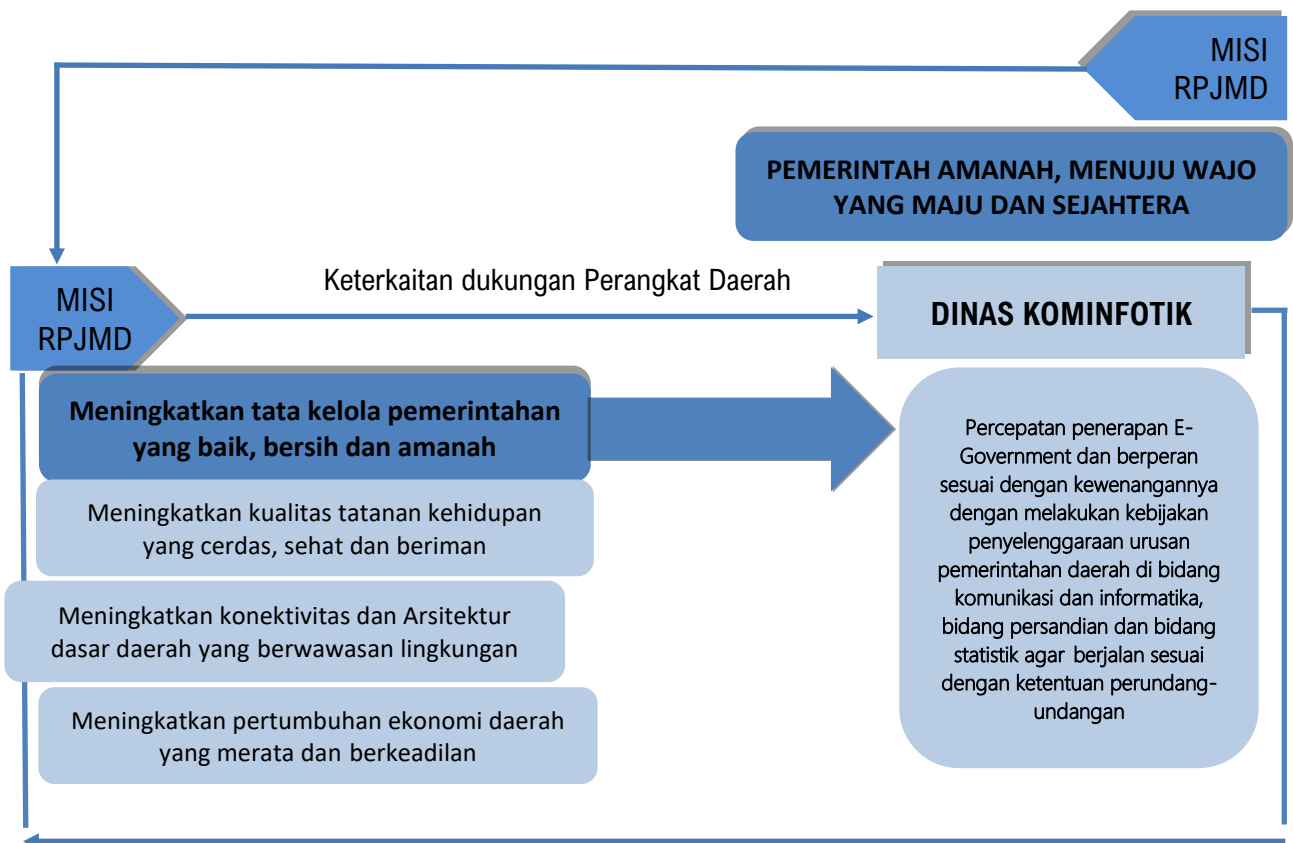 MISI
RPJMD
PEMERINTAH AMANAH, MENUJU WAJO
YANG MAJU DAN SEJAHTERA
MISI
RPJMD
Keterkaitan dukungan Perangkat Daerah
DINAS KOMINFOTIK
Meningkatkan tata kelola pemerintahan
yang baik, bersih dan amanah
Meningkatkan kualitas tatanan kehidupan
yang cerdas, sehat dan beriman
Meningkatkan konektivitas dan Arsitektur
dasar daerah yang berwawasan lingkungan
Meningkatkan pertumbuhan ekonomi daerah
yang merata dan berkeadilan
Percepatan penerapan E-
Government dan berperan
sesuai dengan kewenangannya
dengan melakukan kebijakan
penyelenggaraan urusan
pemerintahan daerah di bidang
komunikasi dan informatika,
bidang persandian dan bidang
statistik agar berjalan sesuai
dengan ketentuan perundang-
undangan